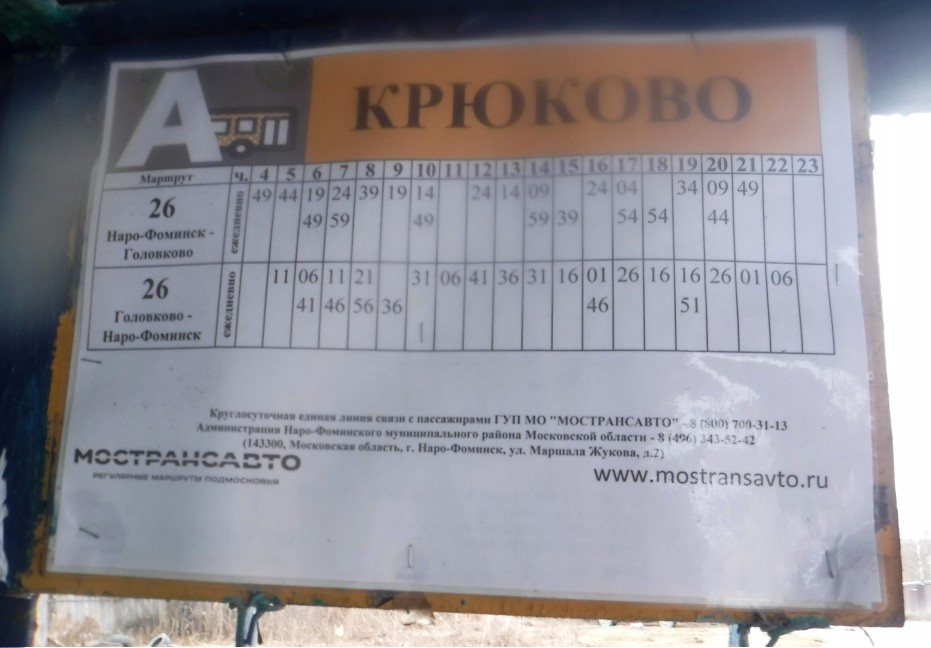 А КРЮКОВО
Маршрут ч. 4 5 6 7 8 9 10 11 12 13 14 15 16 17 18 19 20 21 22 23
26 Наро-Фоминск - Головково ежедневно 49 44 19 24 39 19 14 24 14 09 24 04 34 09 49
49 59 49 59 39 54 54 44
26 Головково - Наро-Фоминск ежедневно 11 06 11 21 31 06 41 36 31 16 01 26 16 16 26 01 06
41 46 56 36 46 51
Круглосуточная единая линия связи с пассажирами ГУП МО "МОСТРАНСАВТО" - 8 (800) 700-31-13
Администрация Наро-Фоминского муниципального района Московской области - 8 (496) 343-52-42
(143300, Московская область, г. Наро-Фоминск, ул. Маршала Жукова, д.2)
МОСТРАНСАВТО
РЕГУЛЯРНЫЕ МАРШРУТЫ ПОДМОСКОВЬЯ
www.mostransavto.ru